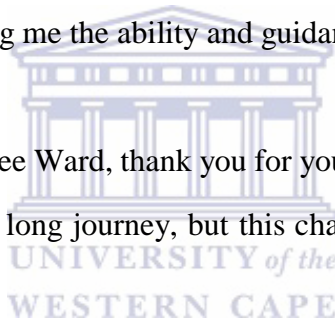 g me the ability and guidan
ee Ward, thank you for you
long journey, but this cha
UNIVERSITY of the
WESTERN CAPE